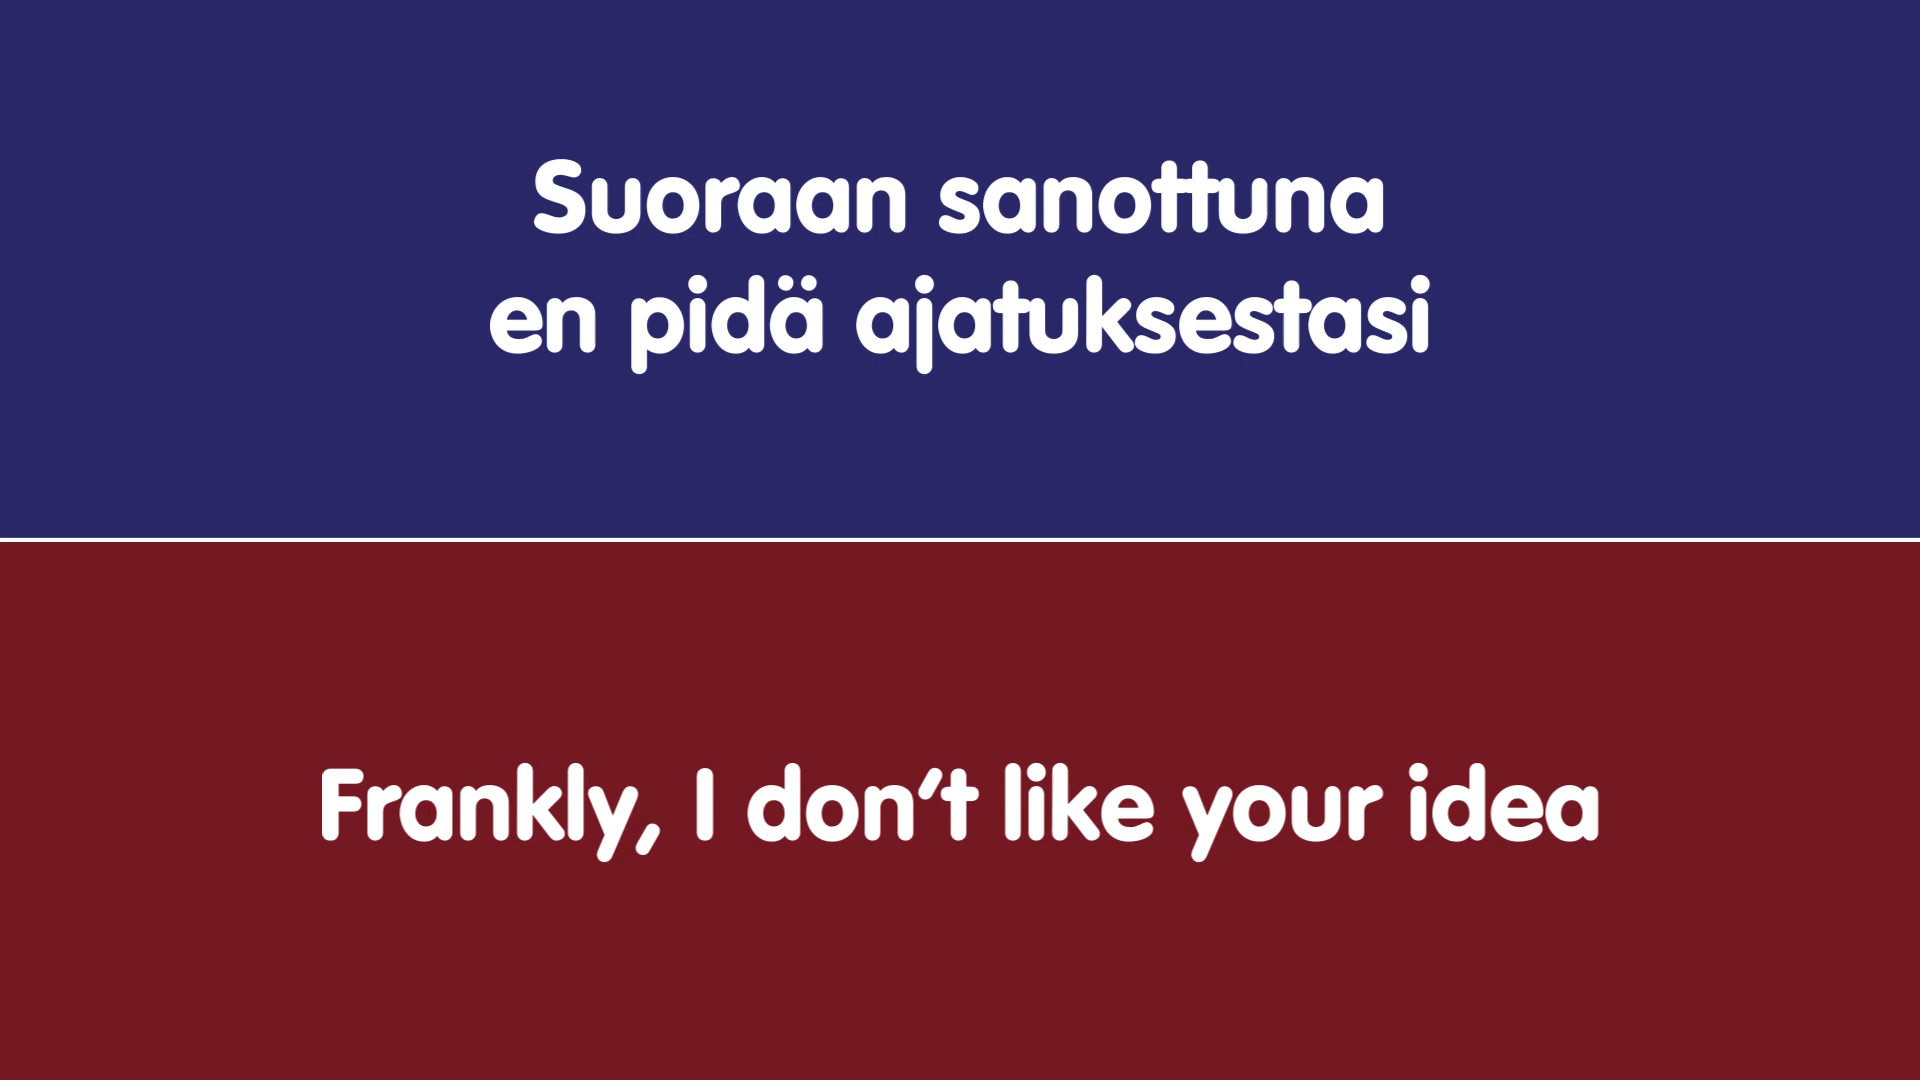 Suoraan sanottuna
en pidä ajatuksestasi
Frankly, I don't like your idea